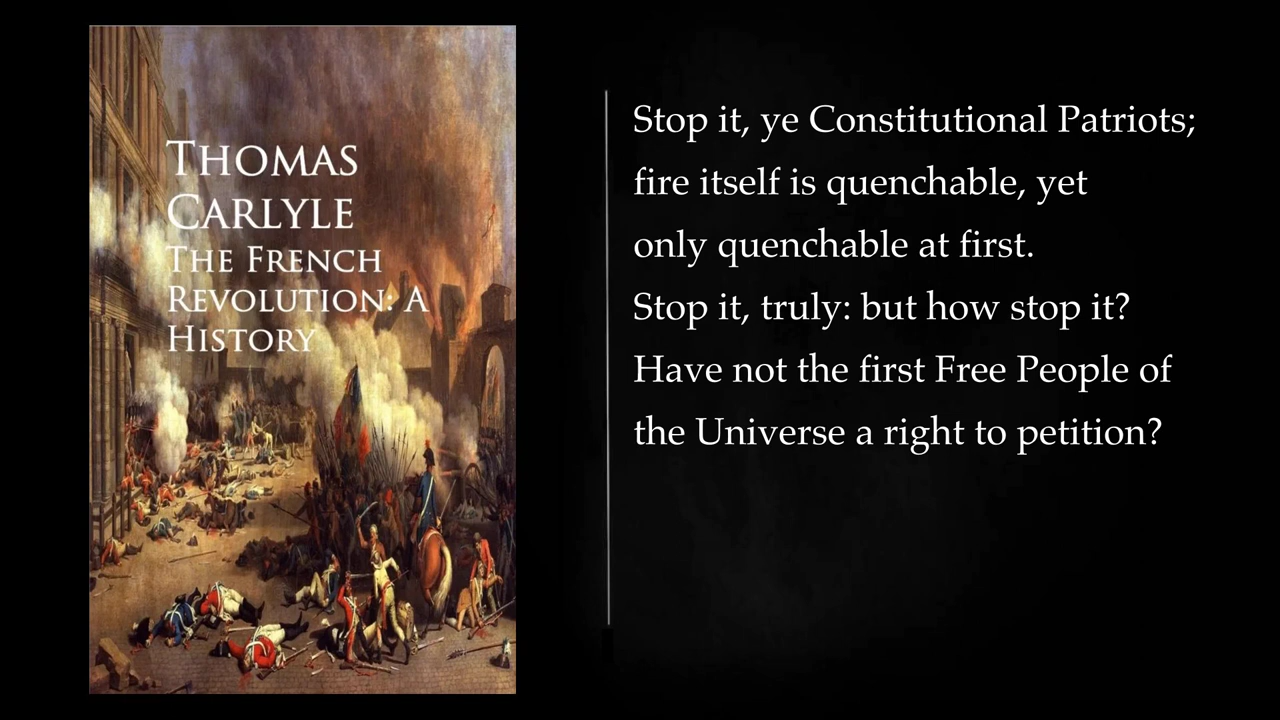 THOMAS
CARLYLE
THE FRENCH
REVOLUTION: A
HISTORY
Stop it, ye Constitutional Patriots;
fire itself is quenchable, yet
only quenchable at first.
Stop it, truly: but how stop it?
Have not the first Free People of
the Universe a right to petition?